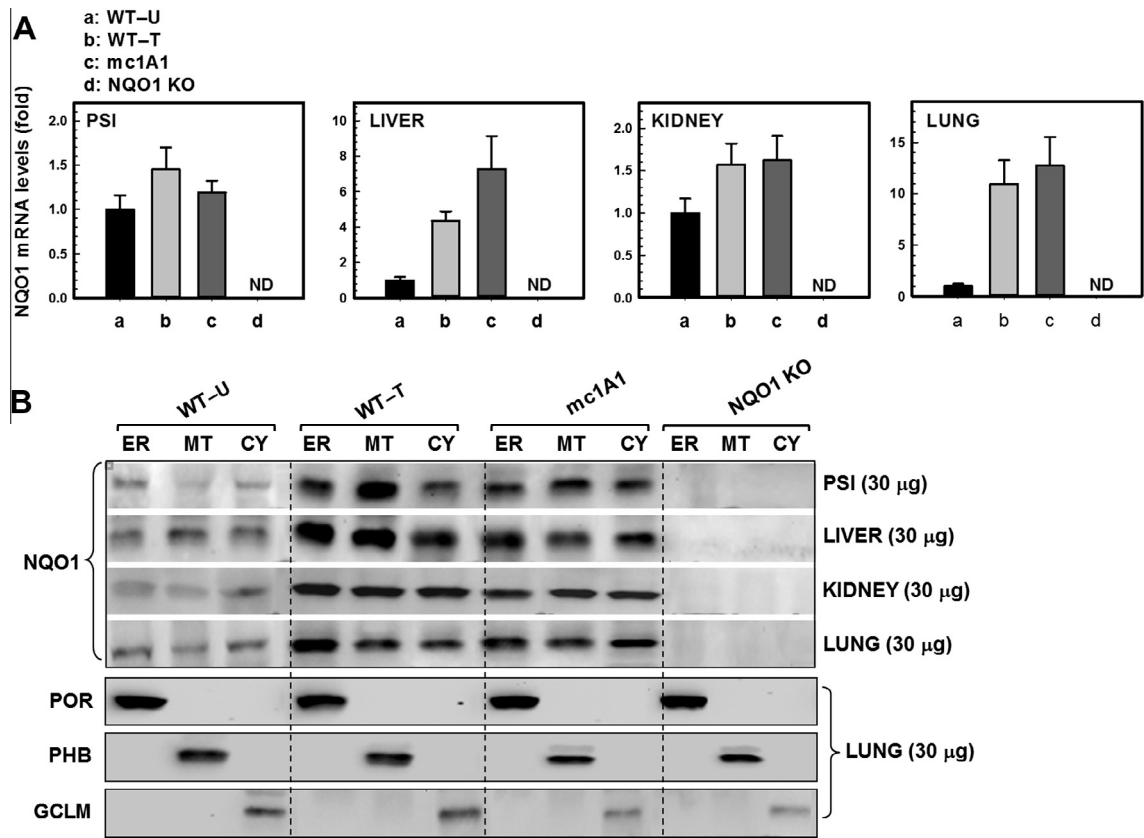 A
a: WT–U
b: WT–T
c: mc1A1
d: NQO1 KO
NQO1 mRNA levels (fold)
PSI
2.0
1.5
1.0
0.5
0.0
ND
a b c d
LIVER
10
8
6
4
2
0
ND
a b c d
KIDNEY
2.0
1.5
1.0
0.5
0.0
ND
a b c d
LUNG
15
10
5
0
ND
a b c d
B
WT–U WT–T mc1A1 NQO1 KO
ER MT CY ER MT CY ER MT CY ER MT CY
NQO1
PSI (30 µg)
LIVER (30 µg)
KIDNEY (30 µg)
LUNG (30 µg)
POR
PHB
GCLM
LUNG (30 µg)